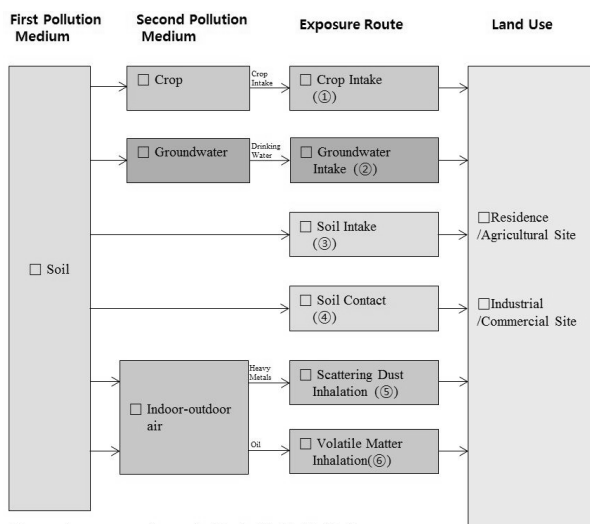 First Pollution
Medium
Second Pollution
Medium
Exposure Route
Land Use
□ Soil
□ Crop
Crop
Intake
□ Crop Intake
(①)
□ Groundwater
Drinking
Water
□ Groundwater
Intake (②)
□ Soil Intake
(③)
□ Soil Contact
(④)
□ Indoor-outdoor
air
Heavy
Metals
□ Scattering Dust
Inhalation (⑤)
Oil
□ Volatile Matter
Inhalation(⑥)
□Residence
/Agricultural Site
□Industrial
/Commercial Site